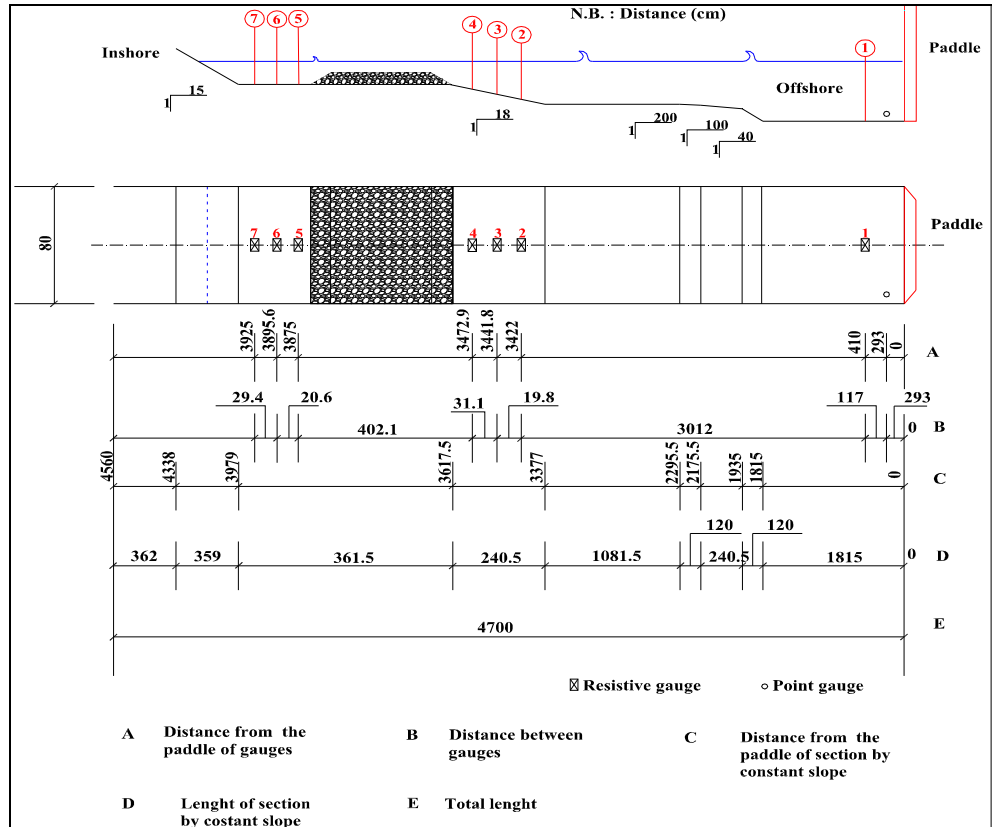 N.B. : Distance (cm)
7 6 5 4 3 2 1
Inshore
Paddle
Offshore
1 15
1 18
1 200
1 100
1 40
80
7 6 5 4 3 2 1
Paddle
3925 3895.6 3875 3472.9 3441.8 3422 410 293 0 A
29.4 20.6 31.1 19.8 117 293
402.1 3012 0 B
4560 4338 3979 3617.5 3377 2295.5 2175.5 1935 1815 0 C
120 120
362 359 361.5 240.5 1081.5 240.5 1815 0 D
4700 E
Resistive gauge Point gauge
A Distance from the
paddle of gauges
B Distance between
gauges
C Distance from the
paddle of section by
constant slope
D Lenght of section
by costant slope
E Total lenght